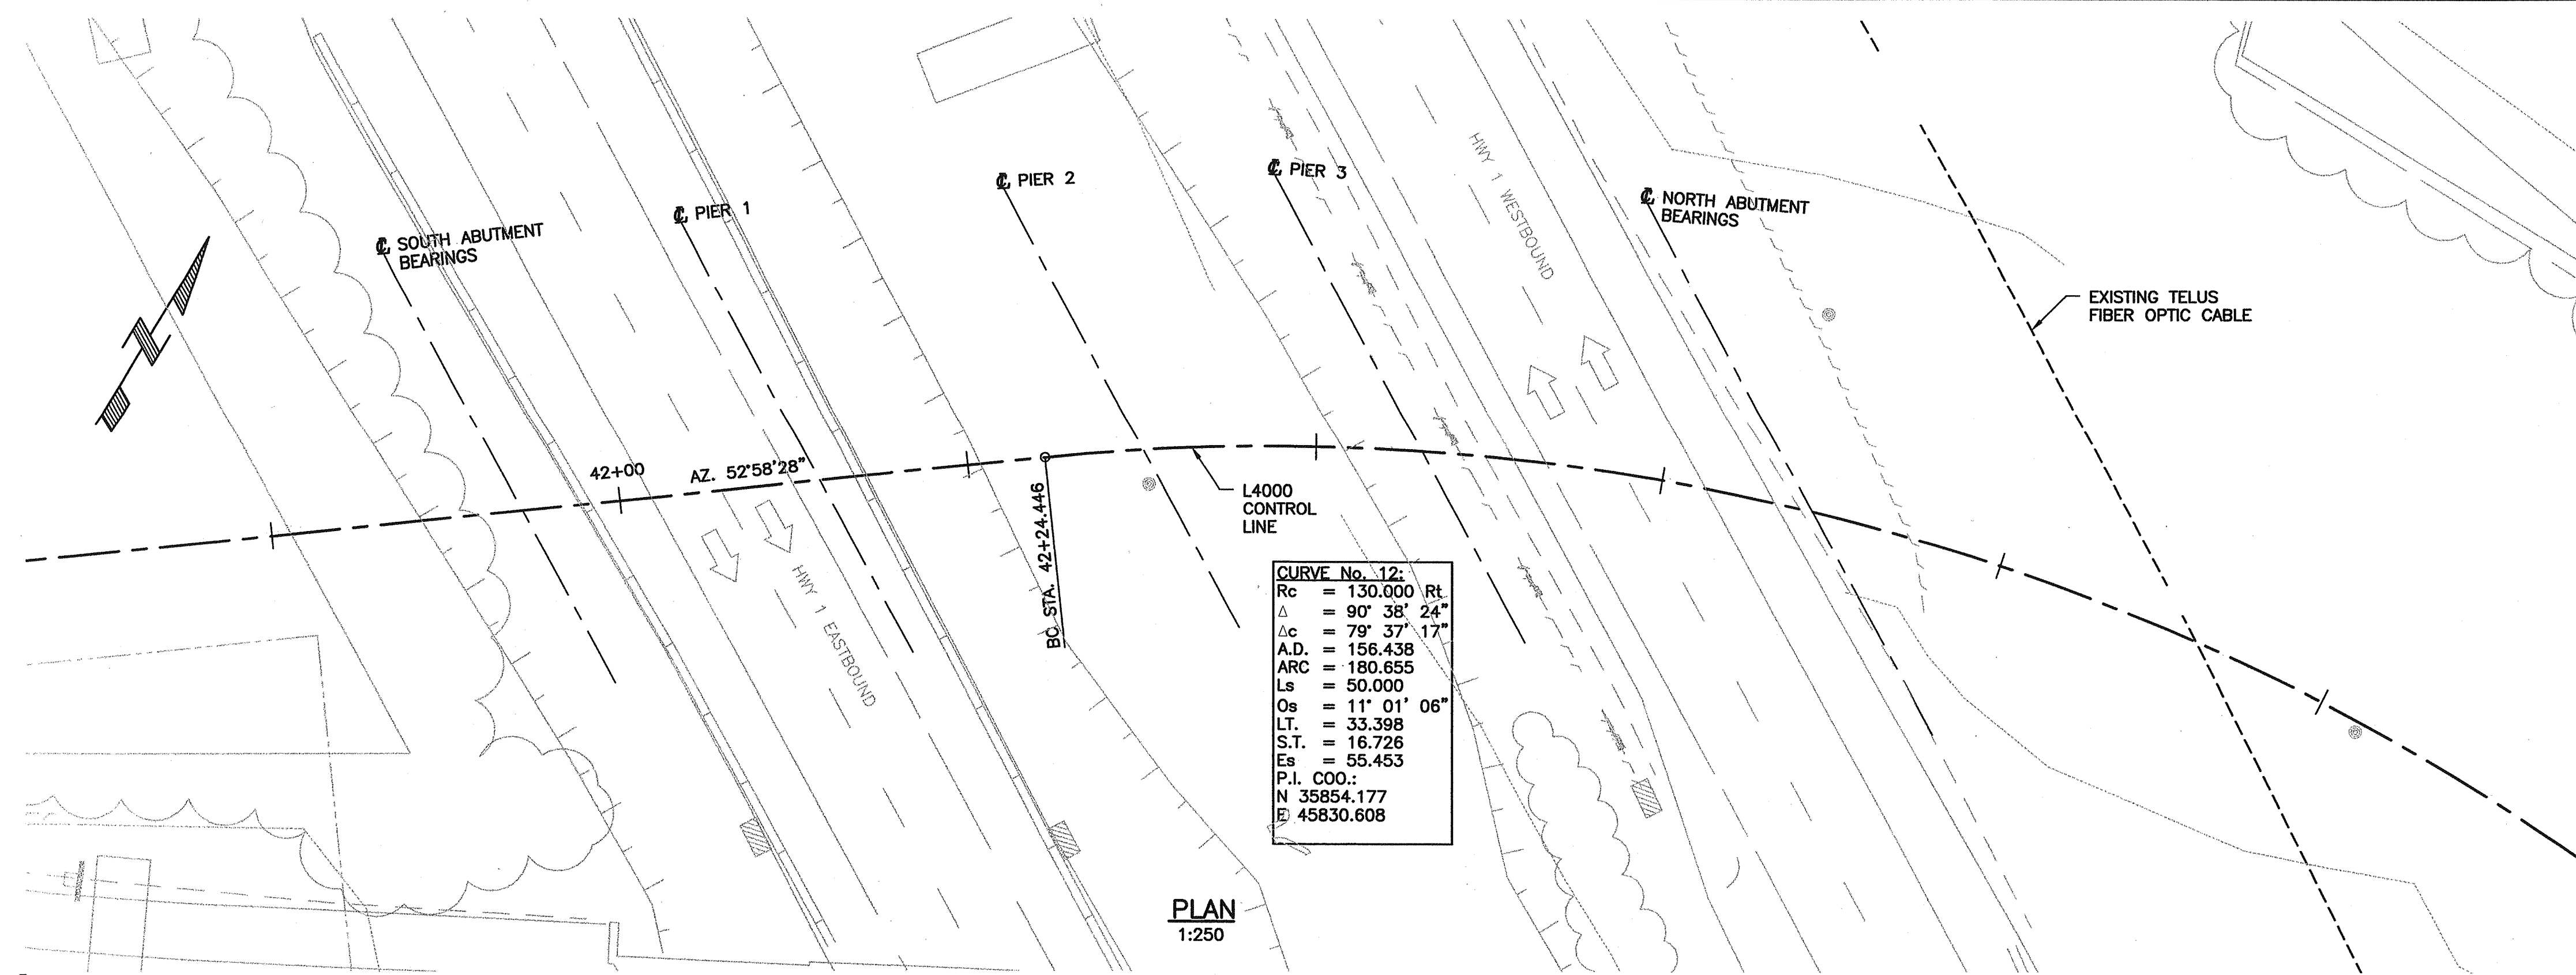 ℄ PIER 1
℄ PIER 2
℄ PIER 3
HWY 1 WESTBOUND
℄ NORTH ABUTMENT
BEARINGS
℄ SOUTH ABUTMENT
BEARINGS
EXISTING TELUS
FIBER OPTIC CABLE
42+00
AZ. 52°58'28"
BC STA. 42+24.446
L4000
CONTROL
LINE
HWY 1 EASTBOUND
CURVE No. 12:
Rc = 130.000 Rt
Δ = 90° 38' 24"
Δc = 79° 37' 17"
A.D. = 156.438
ARC = 180.655
Ls = 50.000
Os = 11° 01' 06"
LT. = 33.398
S.T. = 16.726
Es = 55.453
P.I. COO.:
N 35854.177
E 45830.608
PLAN
1:250